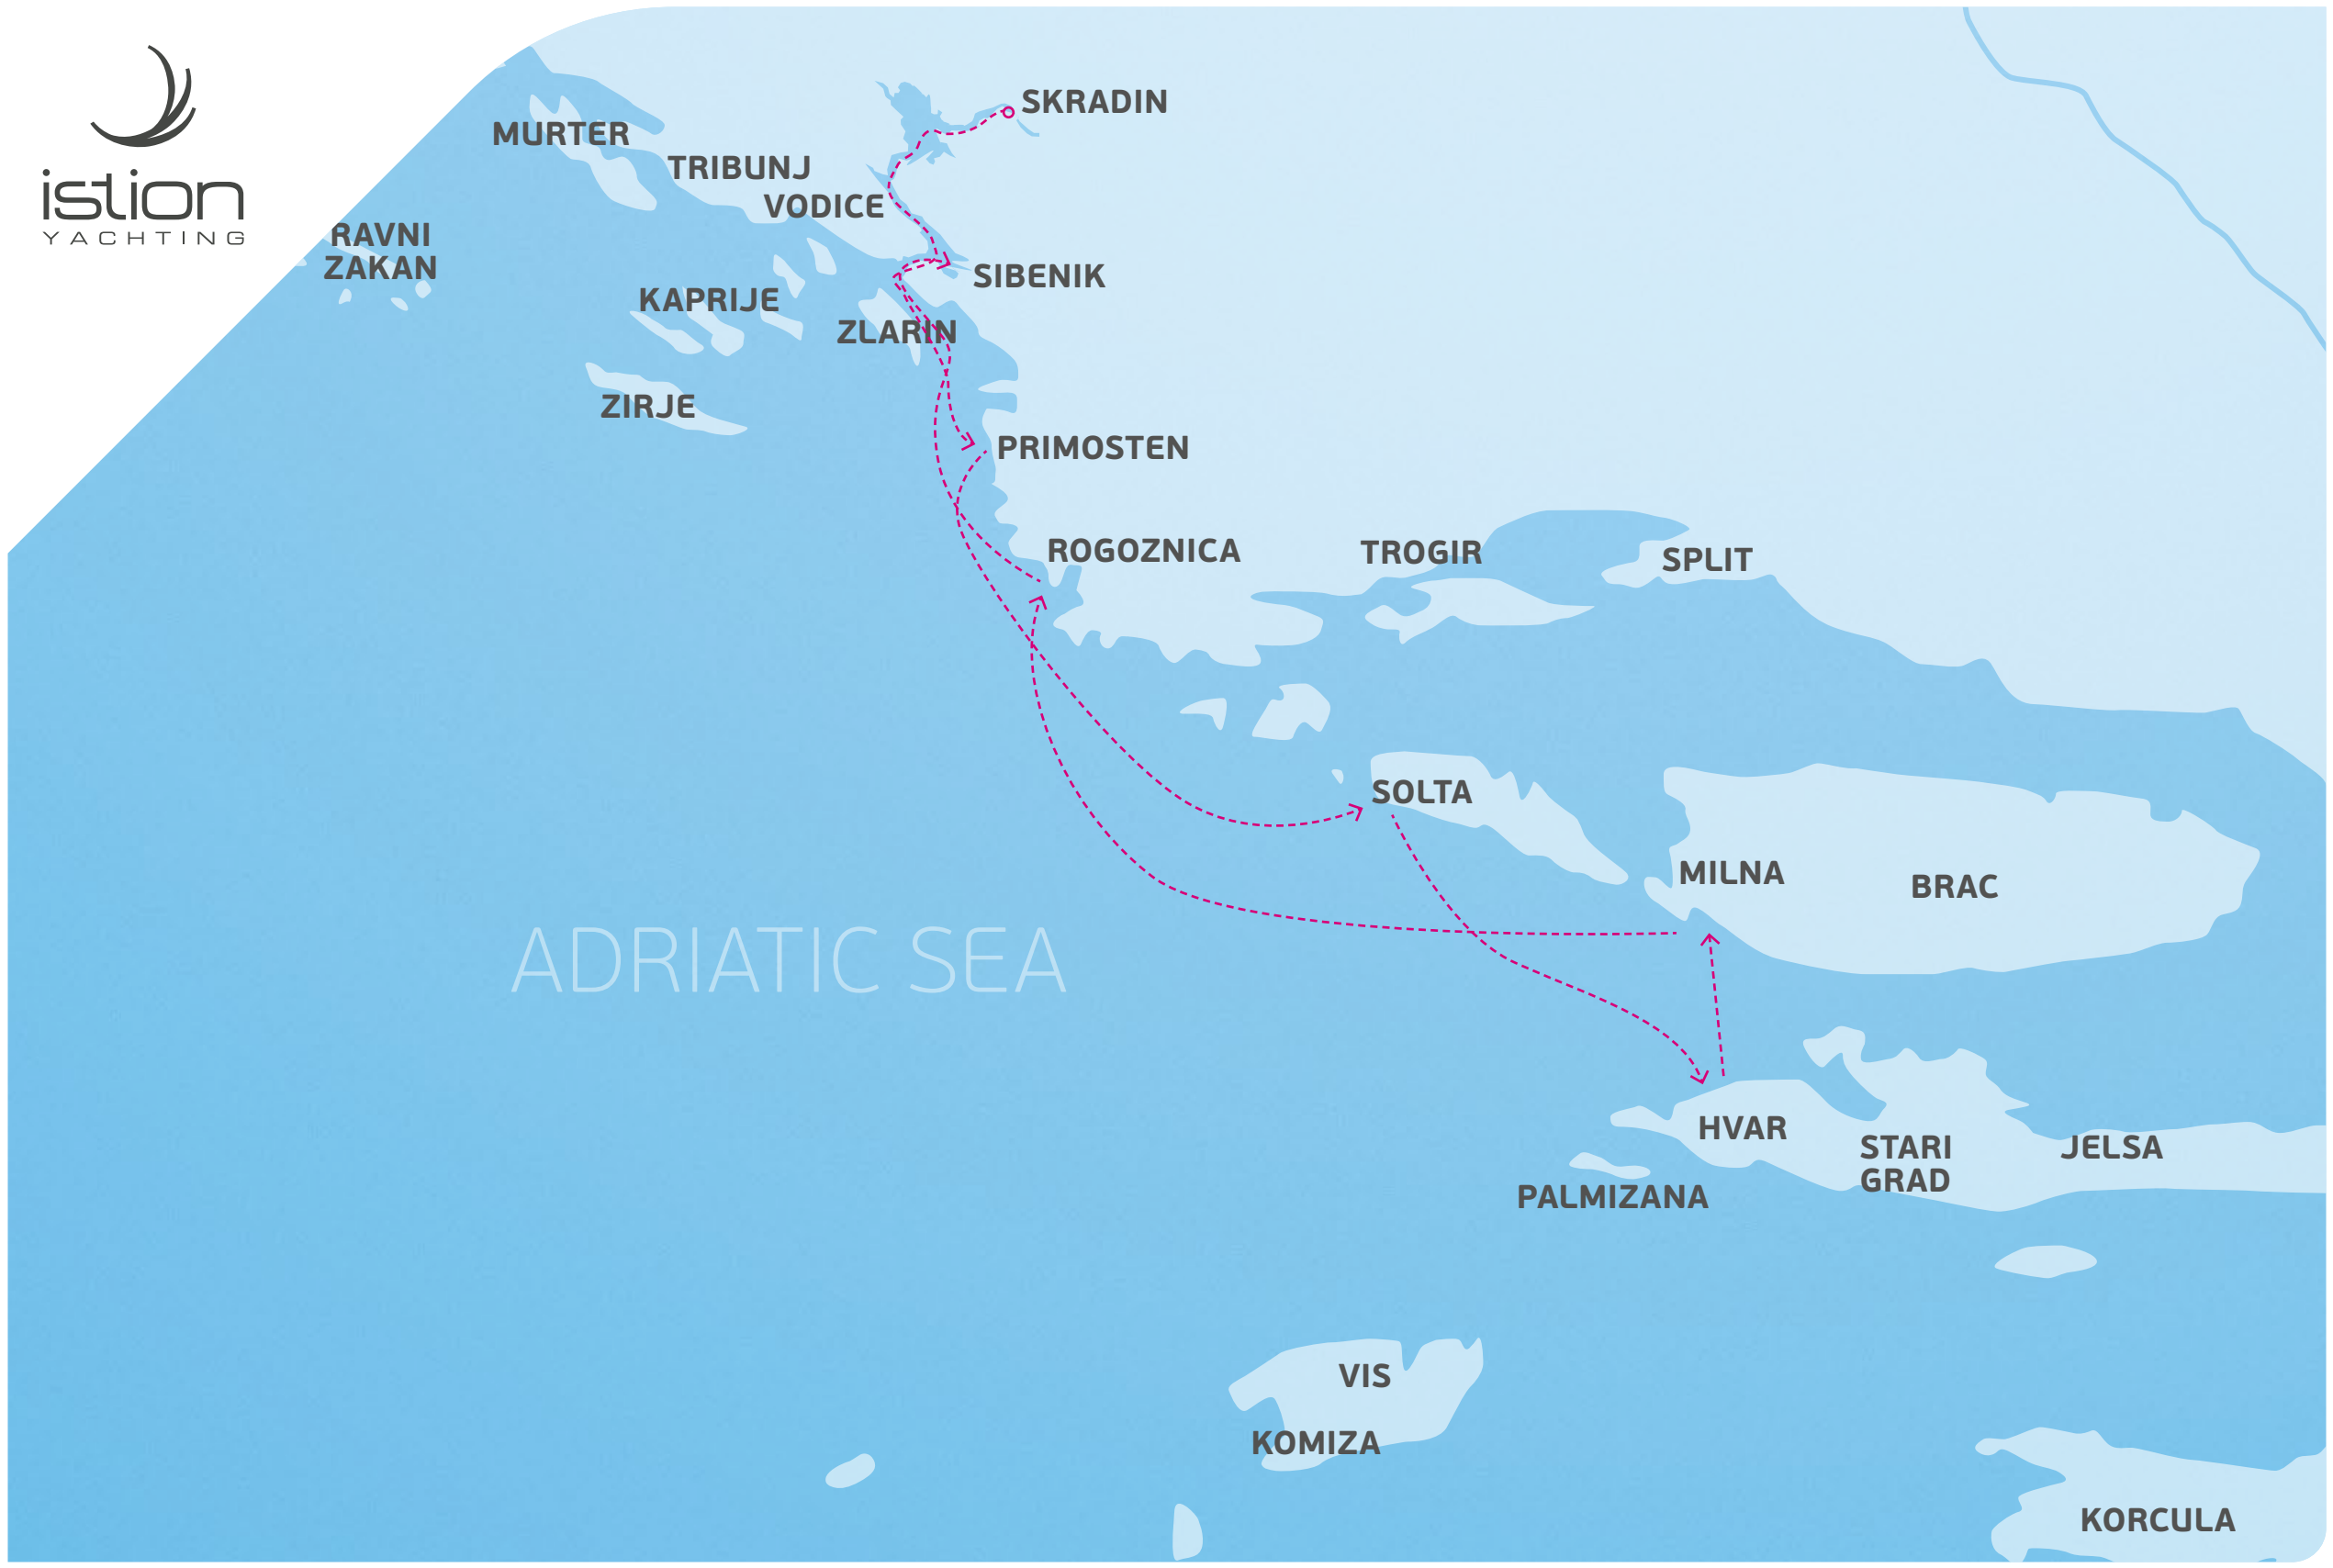 istion
YACHTING
SKRADIN
MURTER
TRIBUNJ
VODICE
RAVNI
ZAKAN
SIBENIK
KAPRIJE
ZLARIN
ZIRJE
PRIMOSTEN
ROGOZNICA
TROGIR
SPLIT
SOLTA
MILNA
BRAC
ADRIATIC SEA
HVAR
STARI
GRAD
JELSA
PALMIZANA
VIS
KOMIZA
KORCULA